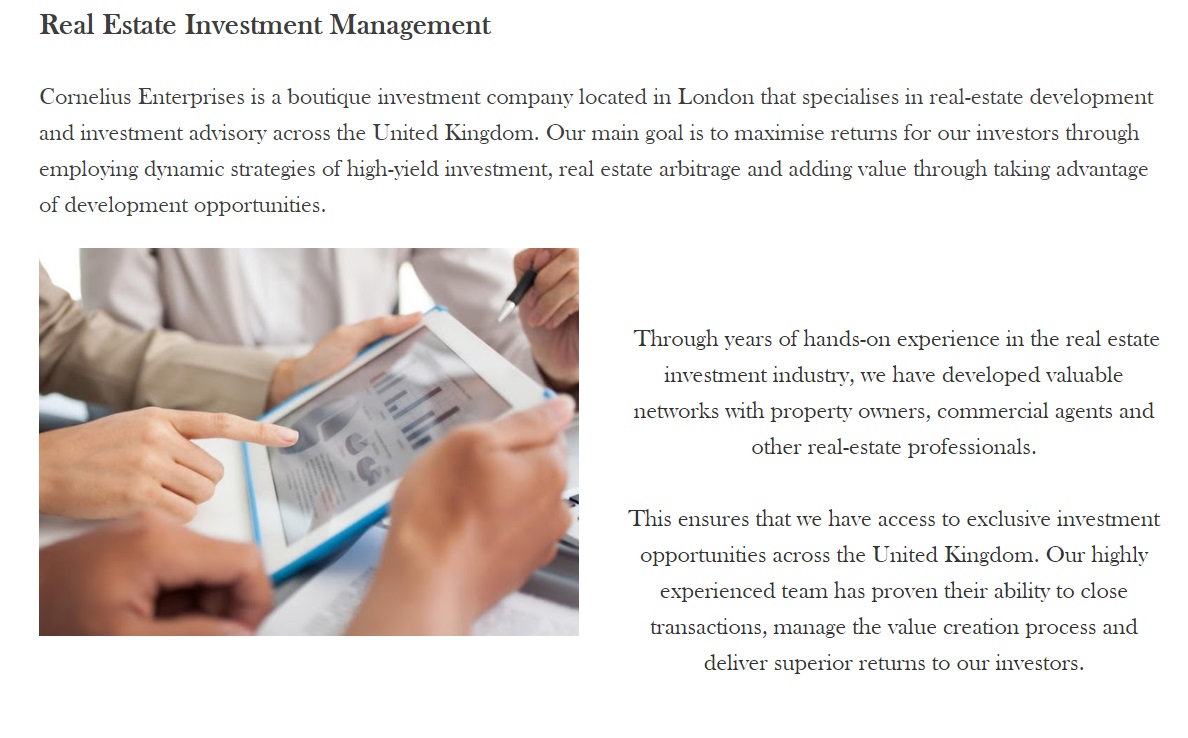 Real Estate Investment Management
Cornelius Enterprises is a boutique investment company located in London that specialises in real-estate development
and investment advisory across the United Kingdom. Our main goal is to maximise returns for our investors through
employing dynamic strategies of high-yield investment, real estate arbitrage and adding value through taking advantage
of development opportunities.
Through years of hands-on experience in the real estate
investment industry, we have developed valuable
networks with property owners, commercial agents and
other real-estate professionals.
This ensures that we have access to exclusive investment
opportunities across the United Kingdom. Our highly
experienced team has proven their ability to close
transactions, manage the value creation process and
deliver superior returns to our investors.